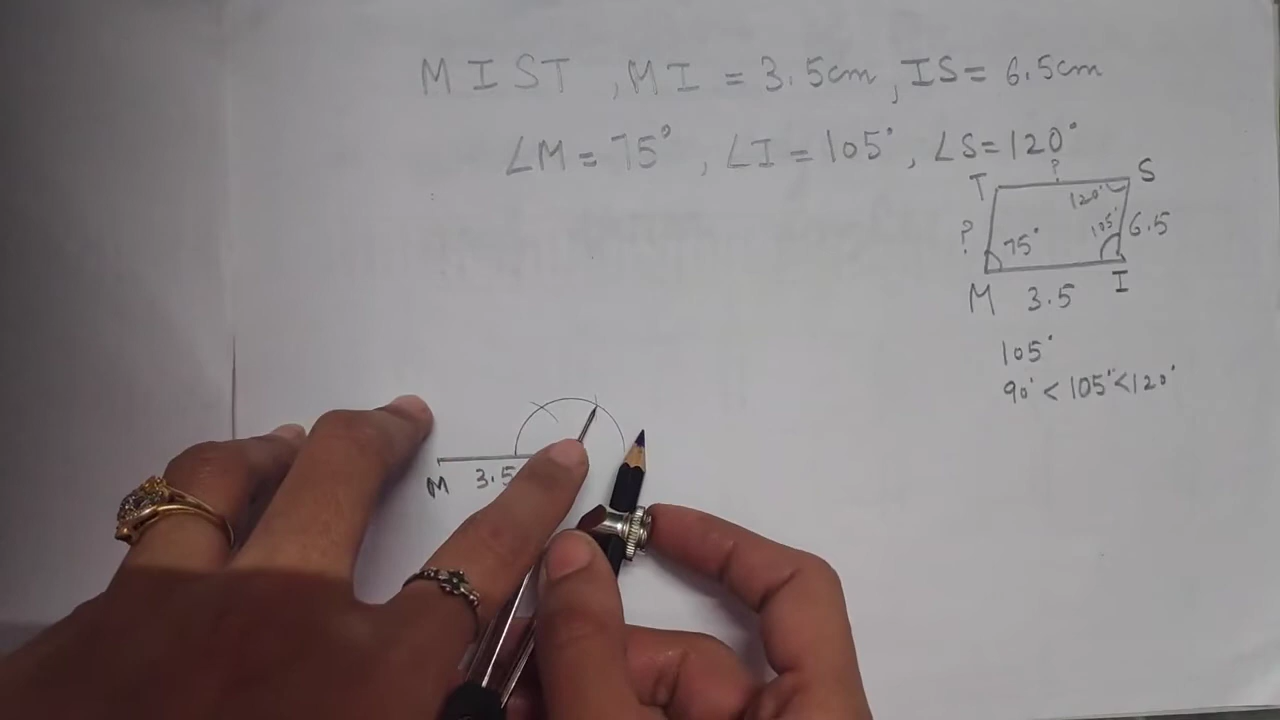 MIST, MI = 3.5cm, IS = 6.5cm
∠M = 75°, ∠I = 105°, ∠S = 120°
T ? S
120°
? 75° 105° 6.5
M 3.5 I
105°
90° < 105° < 120°
M 3.5